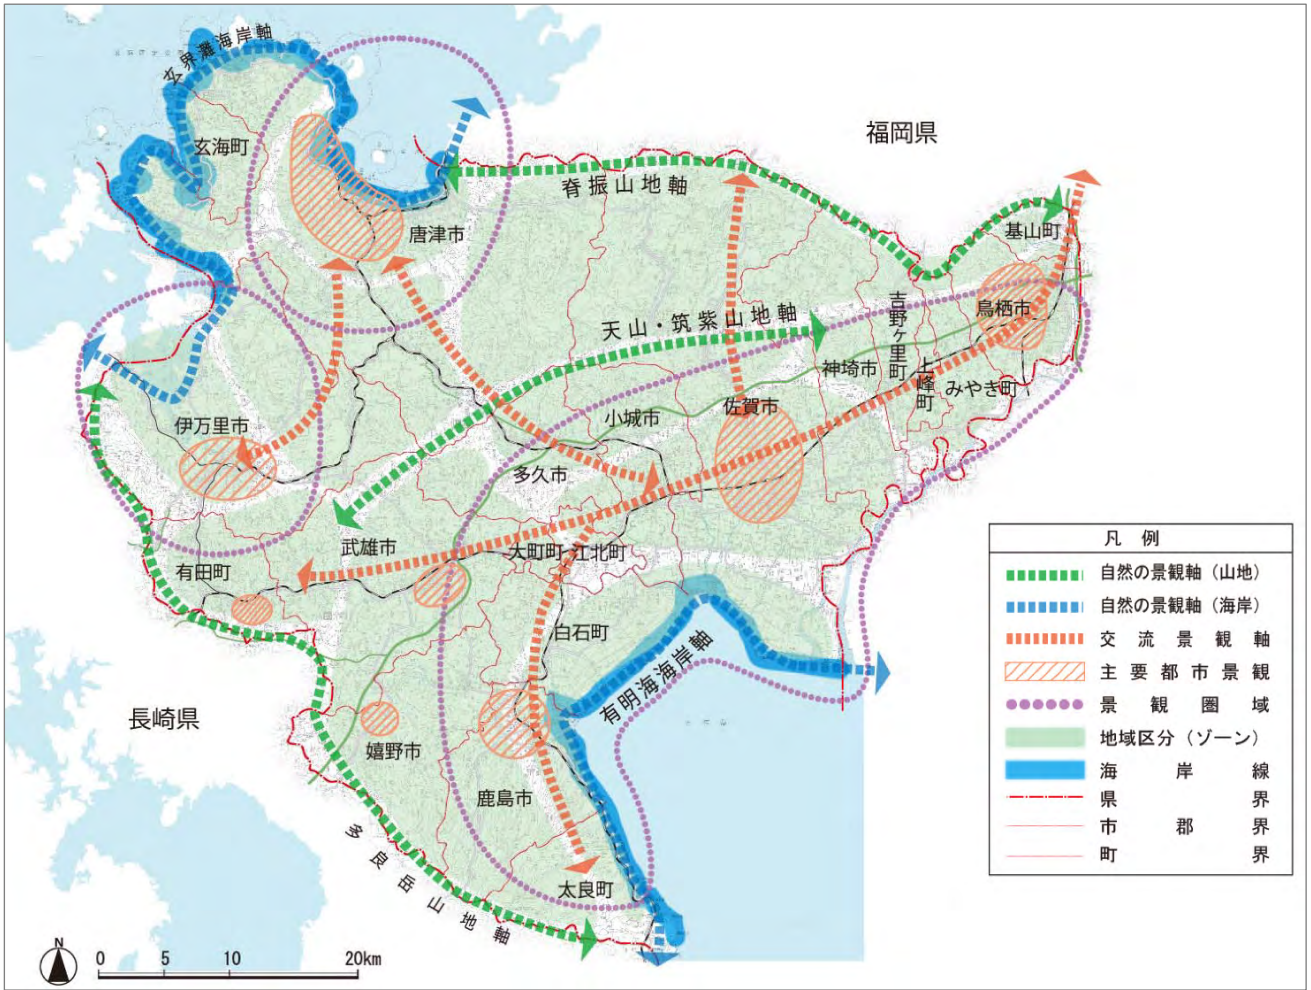 玄界灘海岸軸
玄海町
福岡県
脊振山地軸
唐津市
基山町
鳥栖市
吉野ヶ里町
天山・筑紫山地軸
神埼市
上峰町
みやき町
伊万里市
小城市
佐賀市
多久市
武雄市
大町町
江北町
有田町
白石町
有明海海岸軸
長崎県
嬉野市
鹿島市
多良岳山地軸
太良町
凡例
自然の景観軸（山地）
自然の景観軸（海岸）
交流景観軸
主要都市景観
景観圏域
地域区分（ゾーン）
海岸線
県界
市郡界
町界
N
0 5 10 20km